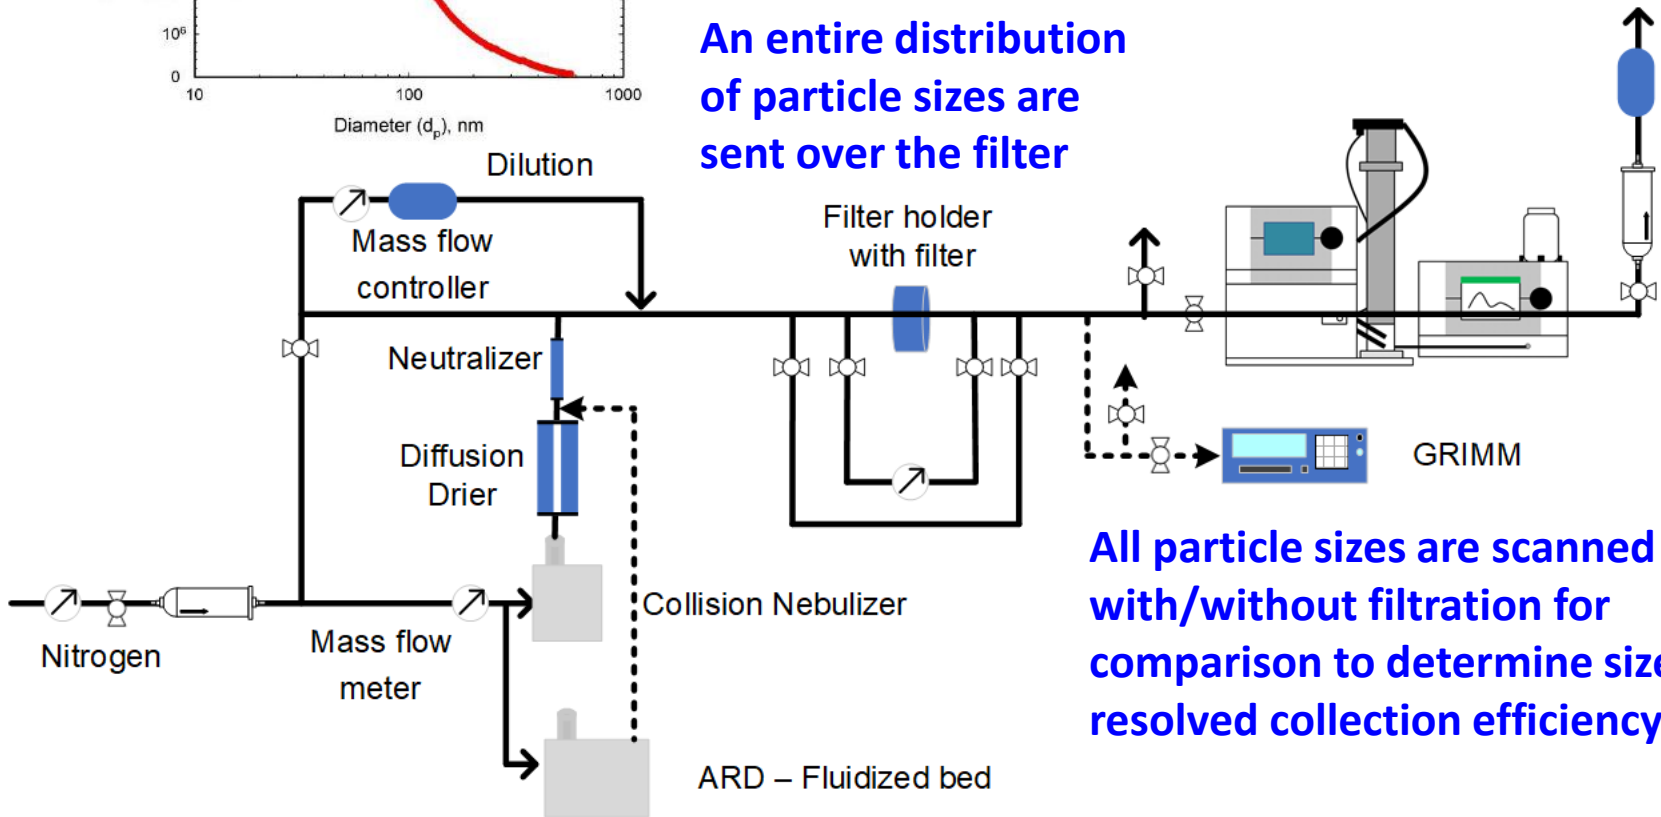 10⁶
0
10
100
1000
Diameter (dₚ), nm
An entire distribution
of particle sizes are
sent over the filter
Dilution
Mass flow
controller
Filter holder
with filter
Neutralizer
Diffusion
Drier
GRIMM
All particle sizes are scanned
with/without filtration for
comparison to determine size
resolved collection efficiency
Collision Nebulizer
Nitrogen
Mass flow
meter
ARD – Fluidized bed